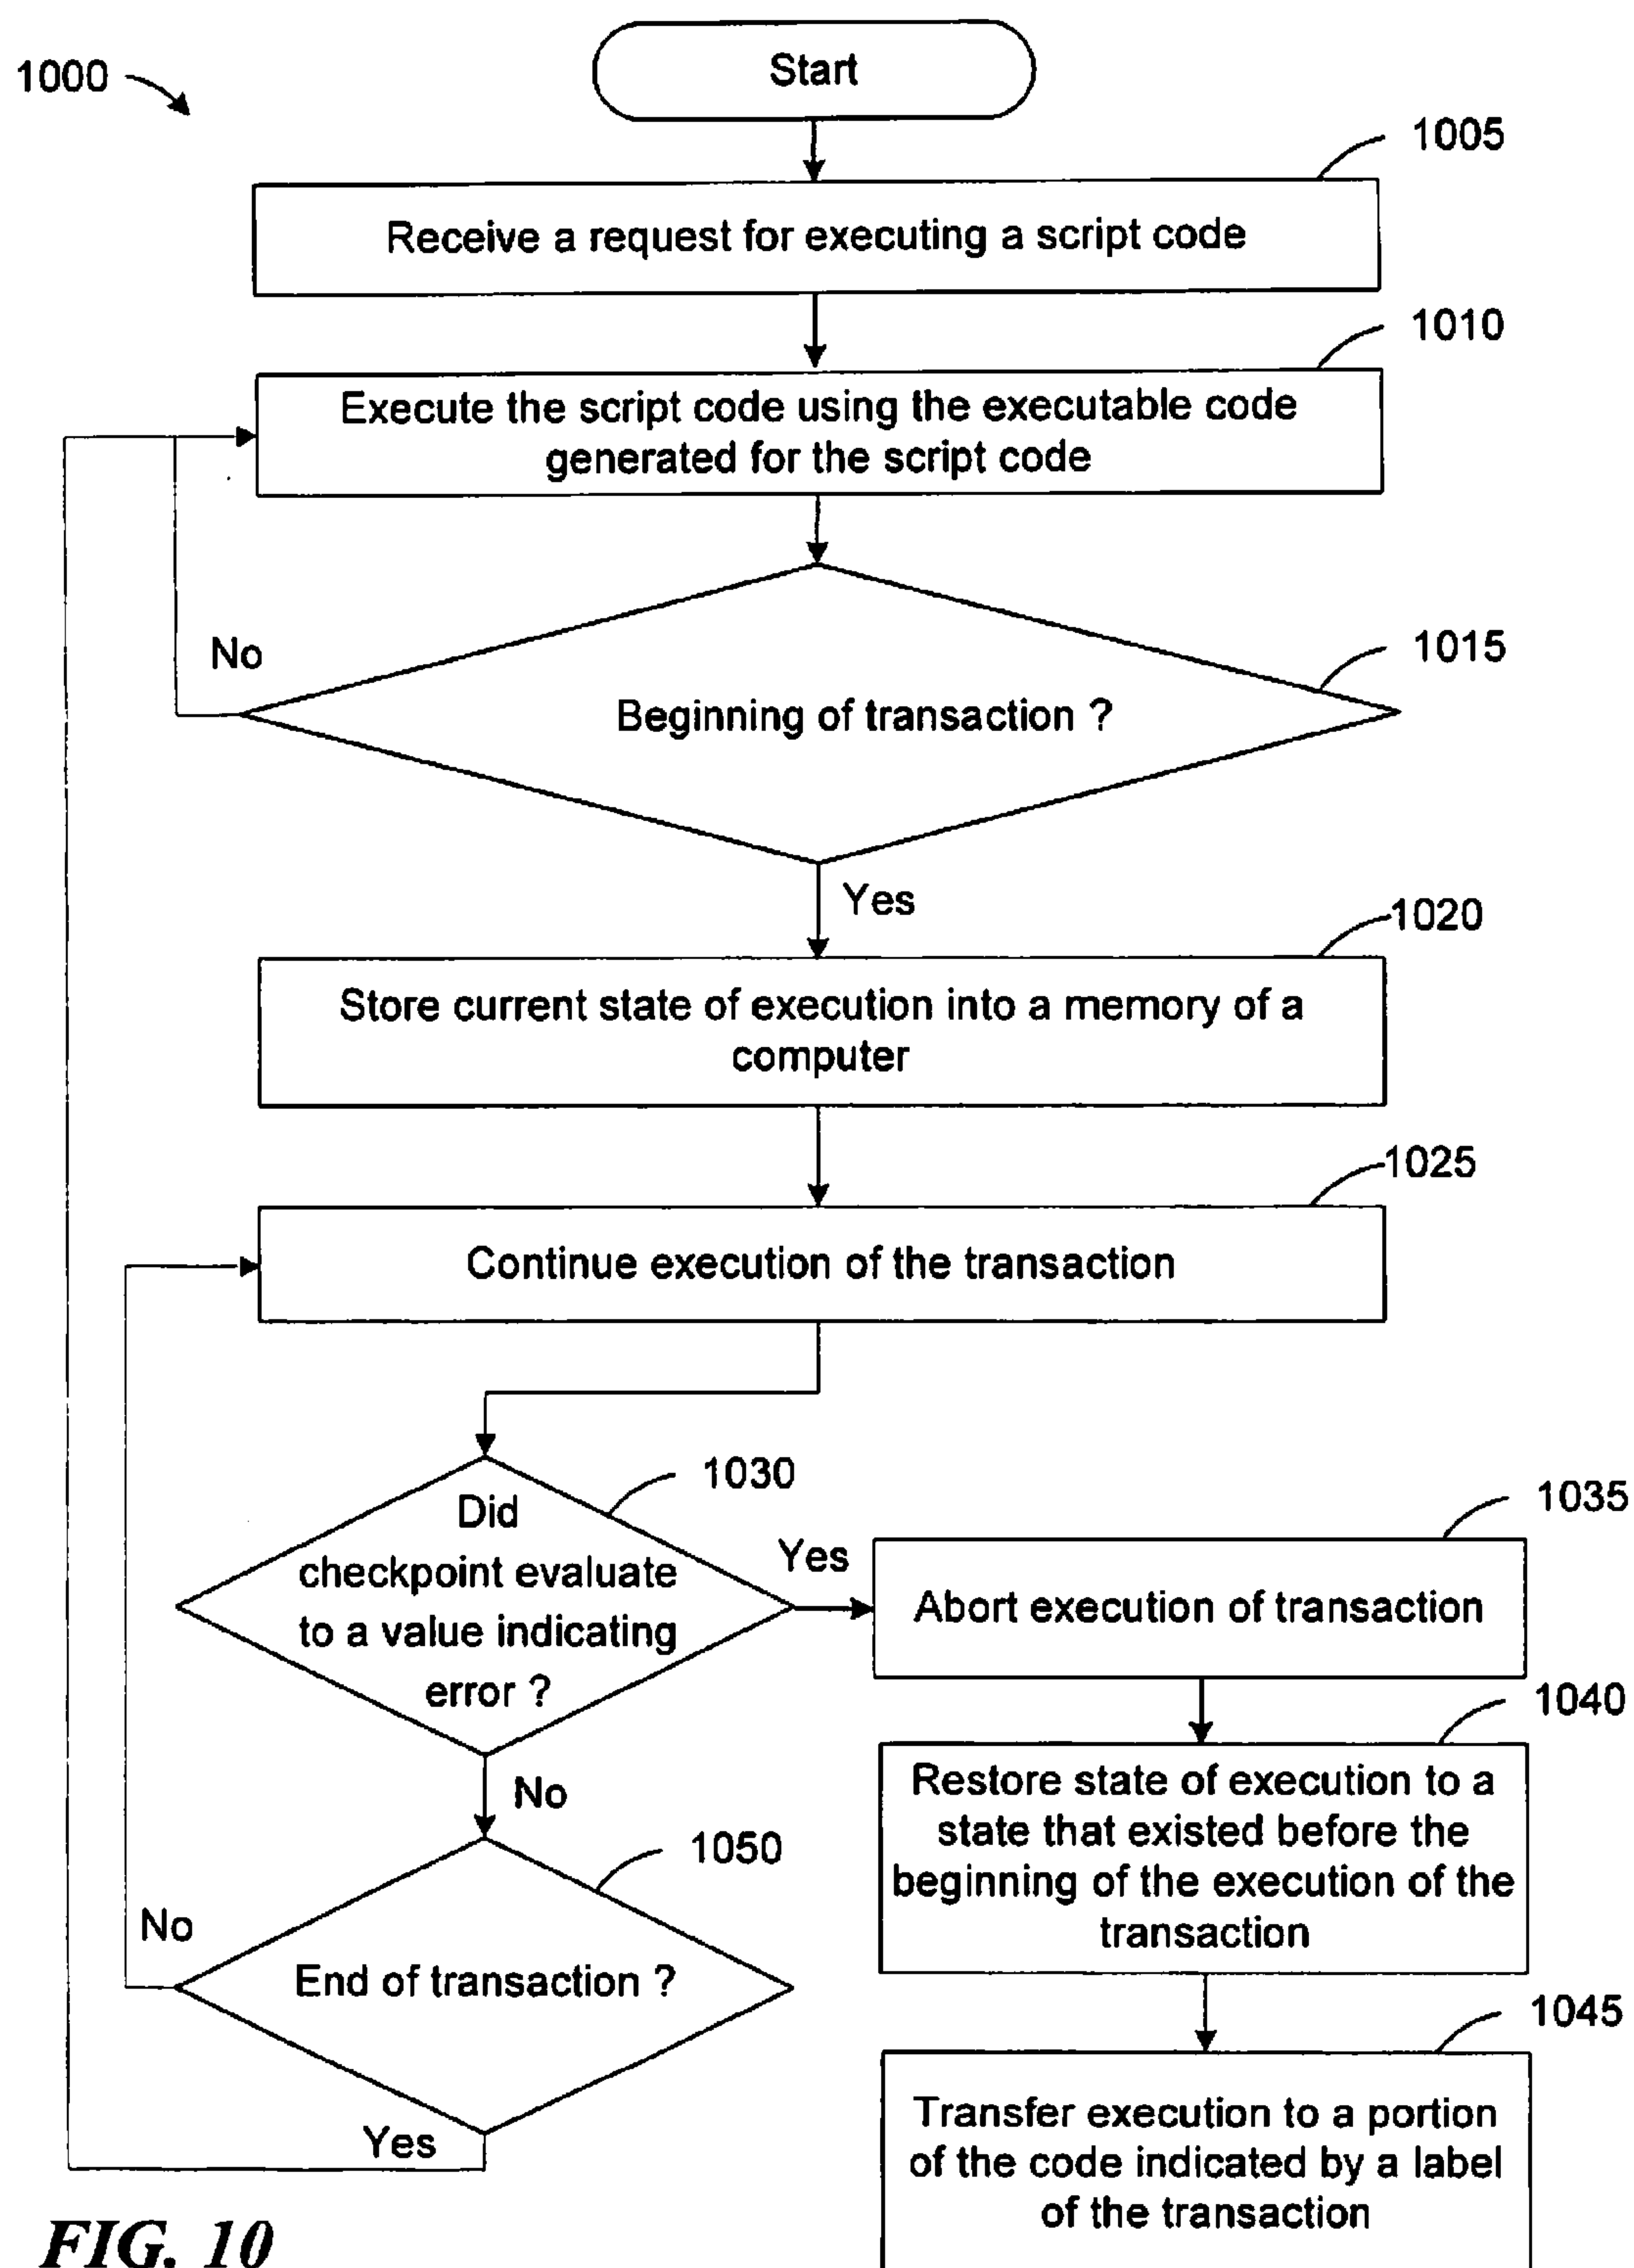 1000
Start
1005
Receive a request for executing a script code
1010
Execute the script code using the executable code
generated for the script code
No
1015
Beginning of transaction ?
Yes
1020
Store current state of execution into a memory of a
computer
1025
Continue execution of the transaction
1030
Did
checkpoint evaluate
to a value indicating
error ?
Yes
1035
Abort execution of transaction
1040
Restore state of execution to a
state that existed before the
beginning of the execution of the
transaction
No
1050
No
End of transaction ?
1045
Transfer execution to a portion
of the code indicated by a label
of the transaction
Yes
FIG. 10